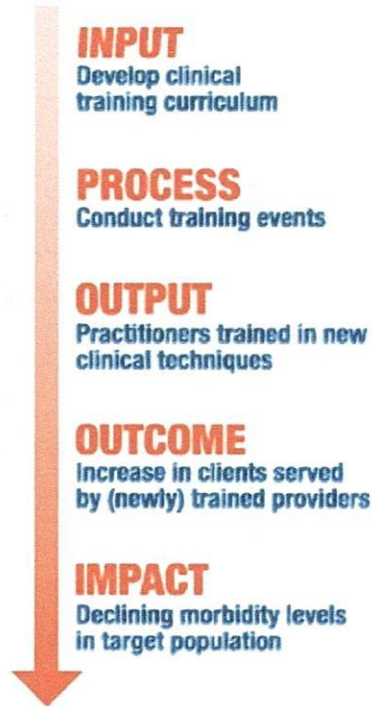 INPUT
Develop clinical
training curriculum
PROCESS
Conduct training events
OUTPUT
Practitioners trained in new
clinical techniques
OUTCOME
Increase in clients served
by (newly) trained providers
IMPACT
Declining morbidity levels
in target population